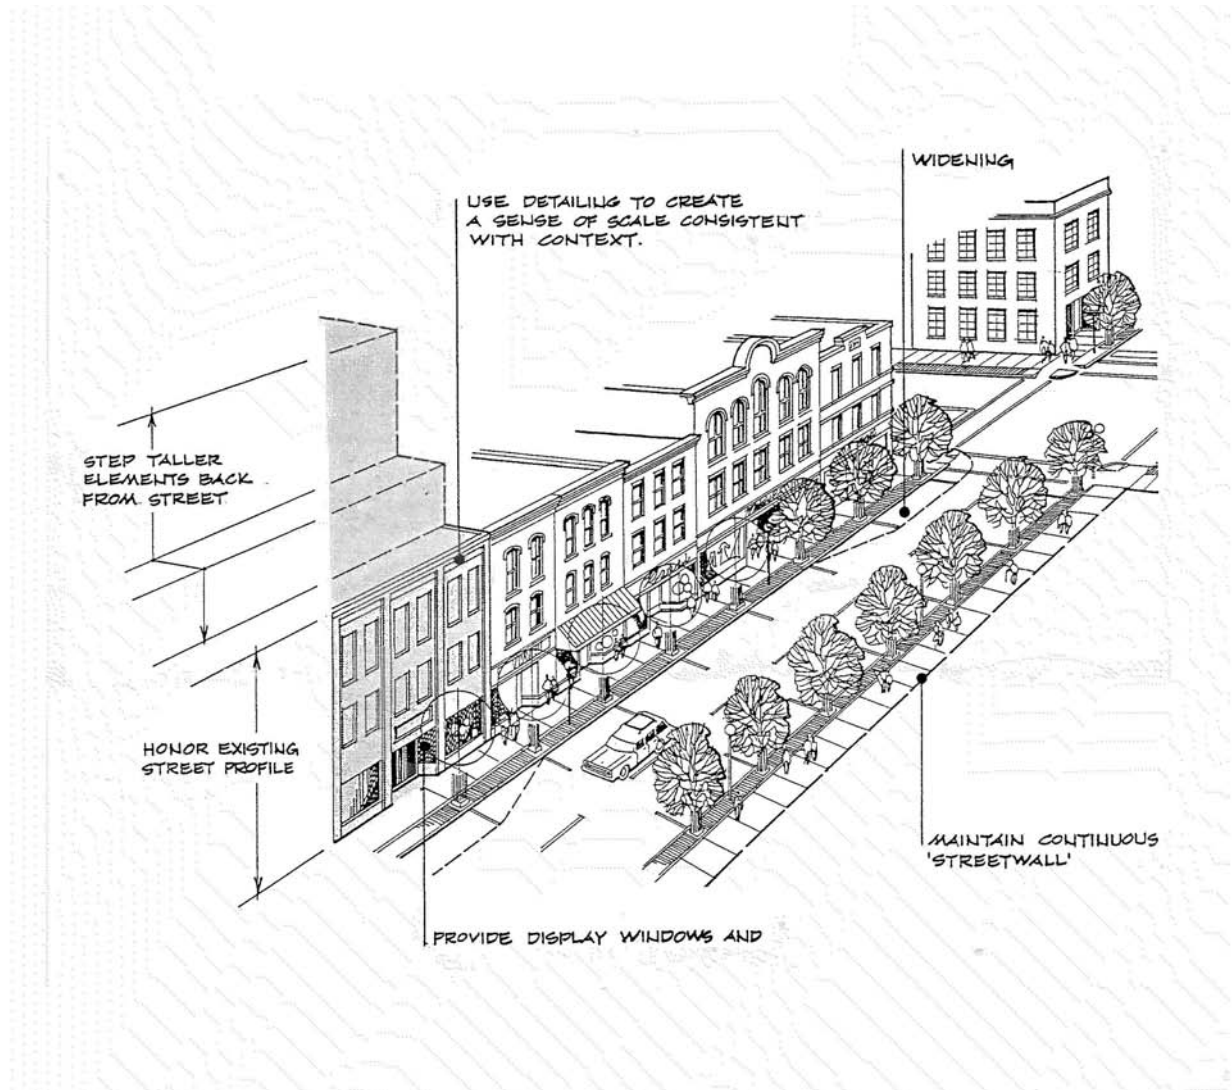 WIDENING
USE DETAILING TO CREATE
A SENSE OF SCALE CONSISTENT
WITH CONTEXT.
STEP TALLER
ELEMENTS BACK
FROM STREET
HONOR EXISTING
STREET PROFILE
MAINTAIN CONTINUOUS
'STREETWALL'
PROVIDE DISPLAY WINDOWS AND